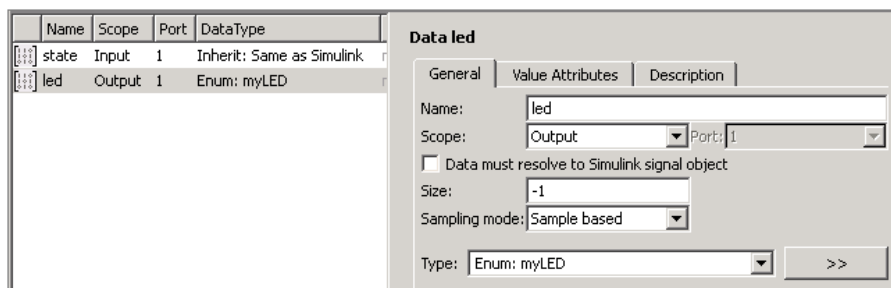 Name Scope Port DataType
state Input 1 Inherit: Same as Simulink
led Output 1 Enum: myLED
Data led
General Value Attributes Description
Name: led
Scope: Output Port: 1
Data must resolve to Simulink signal object
Size: -1
Sampling mode: Sample based
Type: Enum: myLED >>